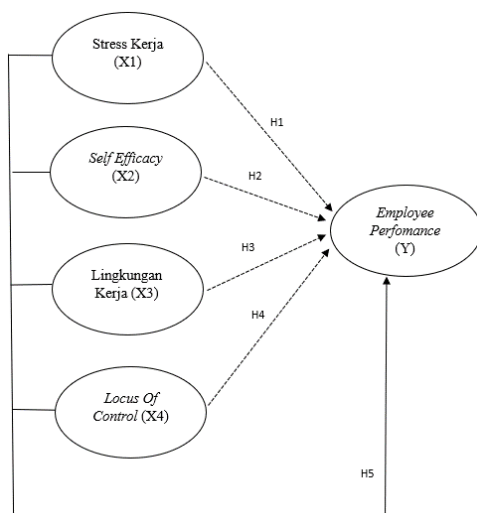 Stress Kerja
(X1)
H1
Self Efficacy
(X2)
H2
Employee
Perfomance
(Y)
H3
Lingkungan
Kerja (X3)
H4
Locus Of
Control (X4)
H5